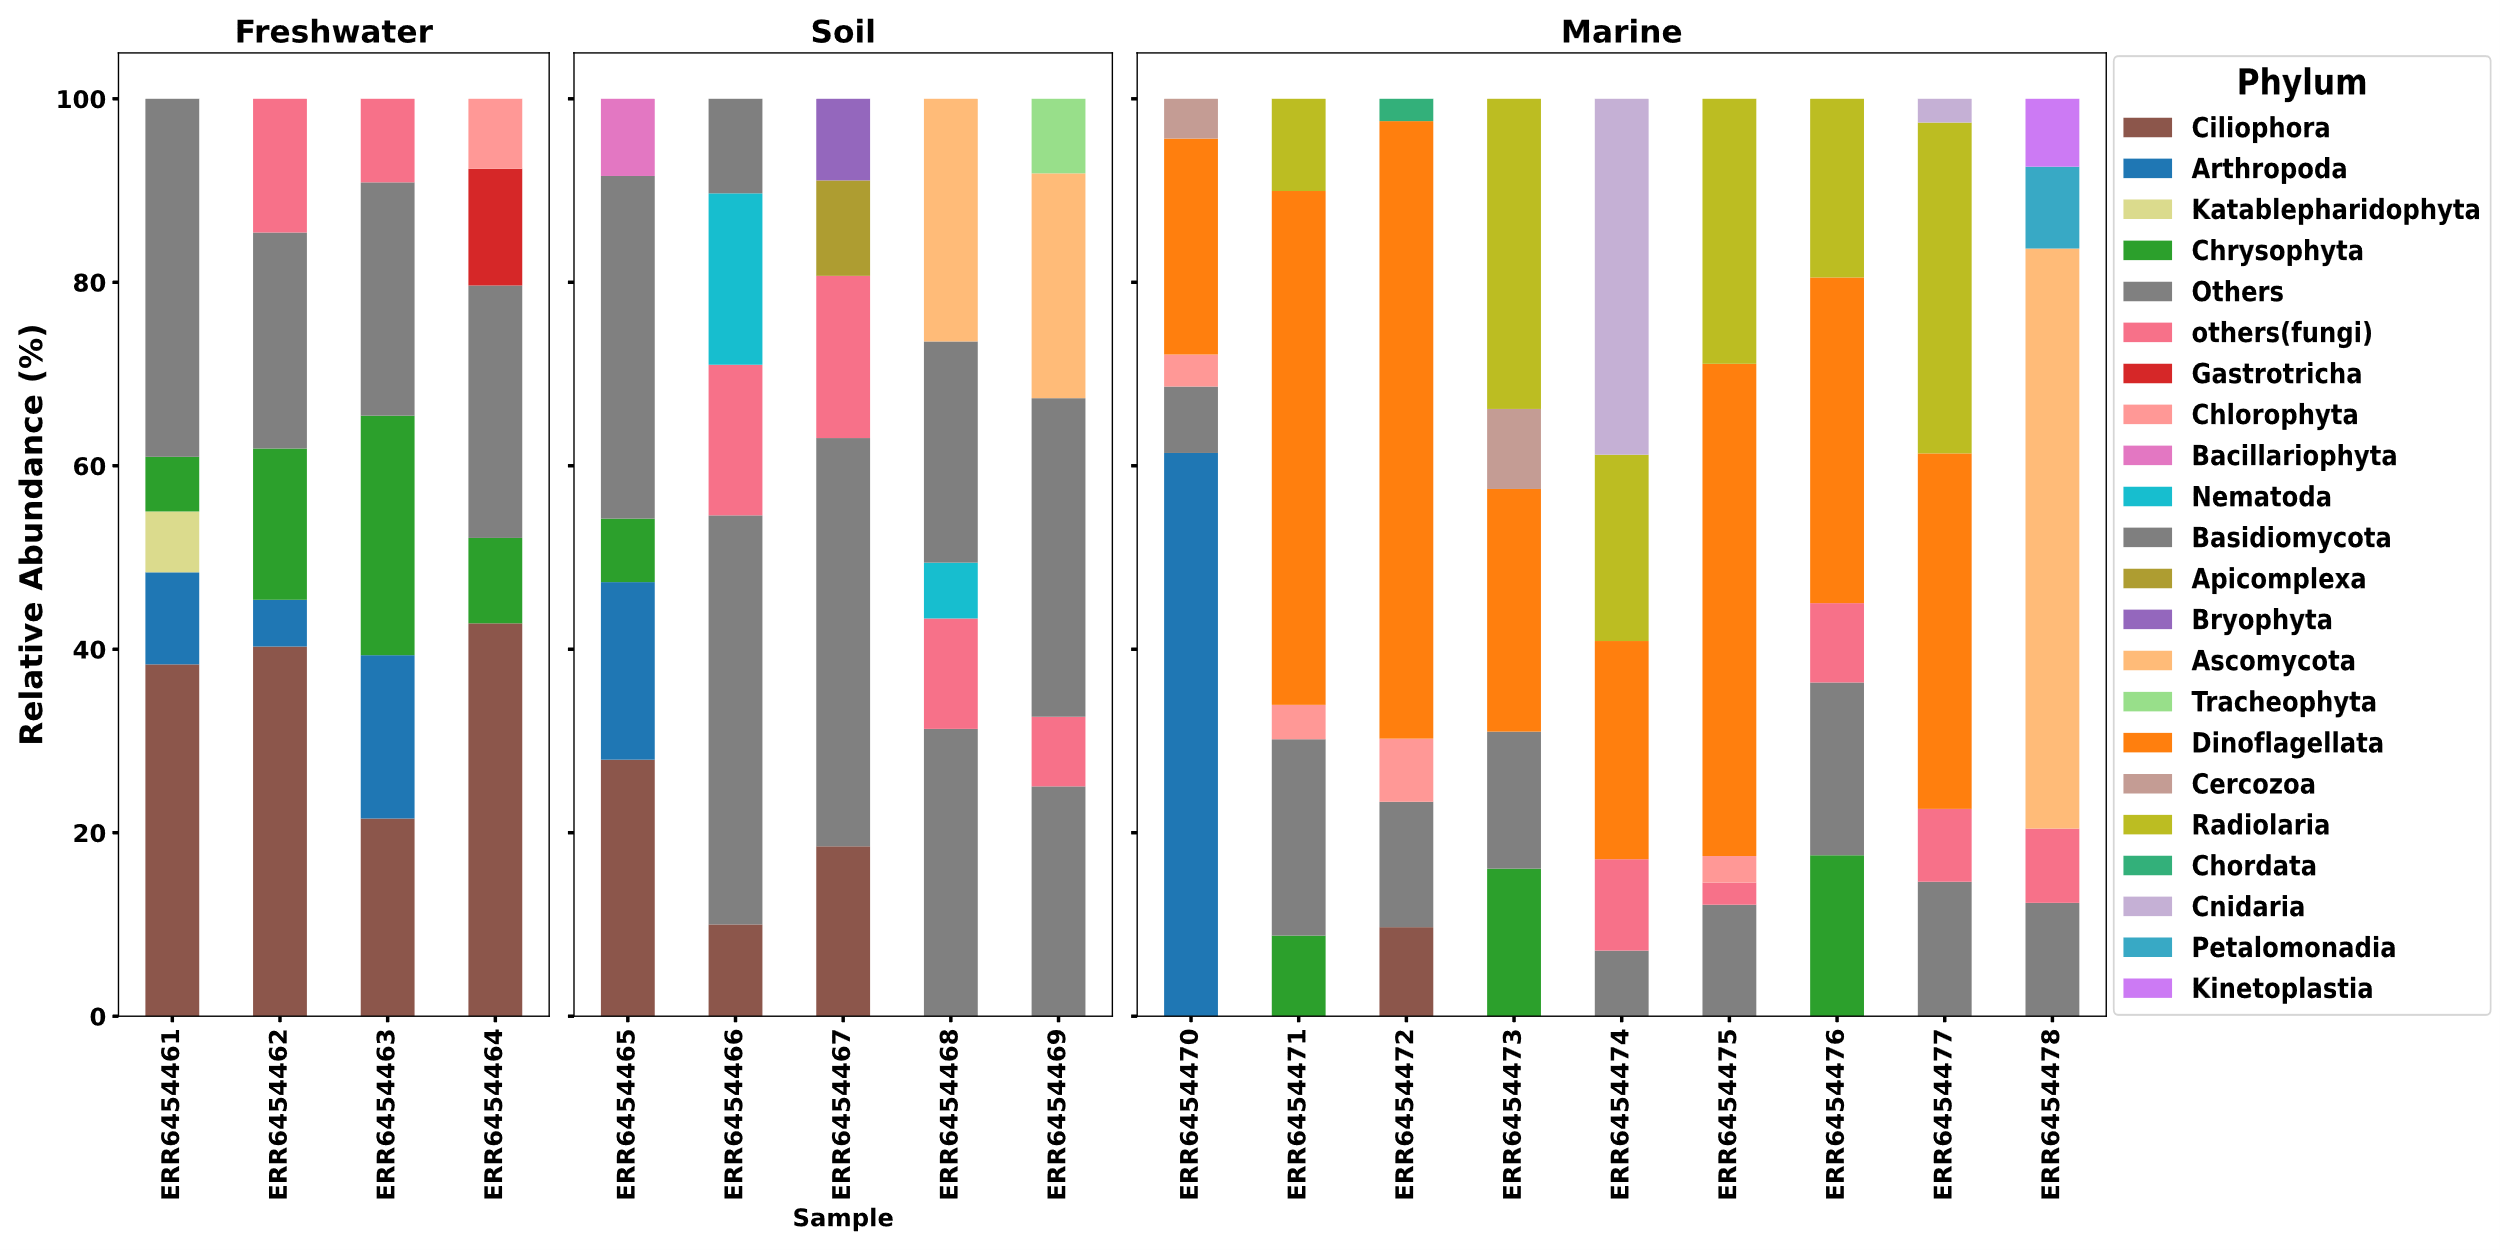 Freshwater
Soil
Marine
Relative Abundance (%)
100
80
60
40
20
0
ERR6454461
ERR6454462
ERR6454463
ERR6454464
ERR6454465
ERR6454466
ERR6454467
ERR6454468
ERR6454469
ERR6454470
ERR6454471
ERR6454472
ERR6454473
ERR6454474
ERR6454475
ERR6454476
ERR6454477
ERR6454478
Sample
Phylum
Ciliophora
Arthropoda
Katablepharidophyta
Chrysophyta
Others
others(fungi)
Gastrotricha
Chlorophyta
Bacillariophyta
Nematoda
Basidiomycota
Apicomplexa
Bryophyta
Ascomycota
Tracheophyta
Dinoflagellata
Cercozoa
Radiolaria
Chordata
Cnidaria
Petalomonadia
Kinetoplastia